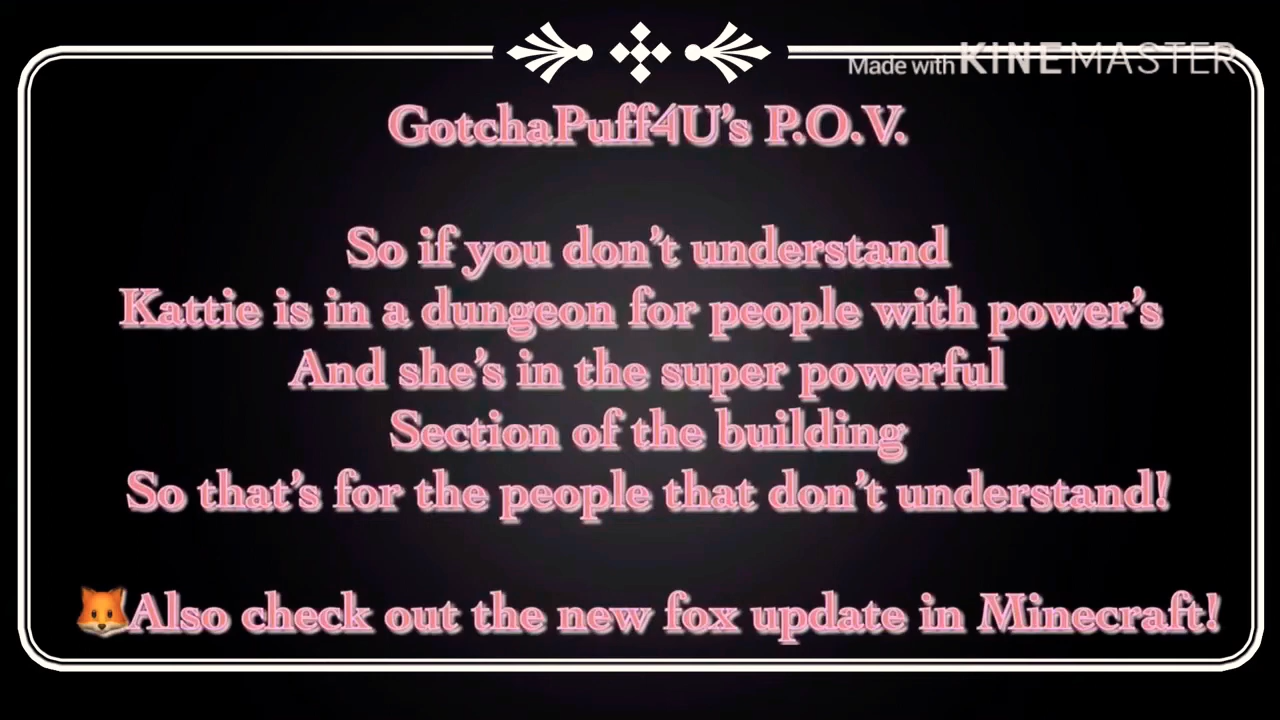 Made with KINEMASTER
GotchaPuff4U's P.O.V.
So if you don't understand
Kattie is in a dungeon for people with power's
And she's in the super powerful
Section of the building
So that's for the people that don't understand!
🦊Also check out the new fox update in Minecraft!